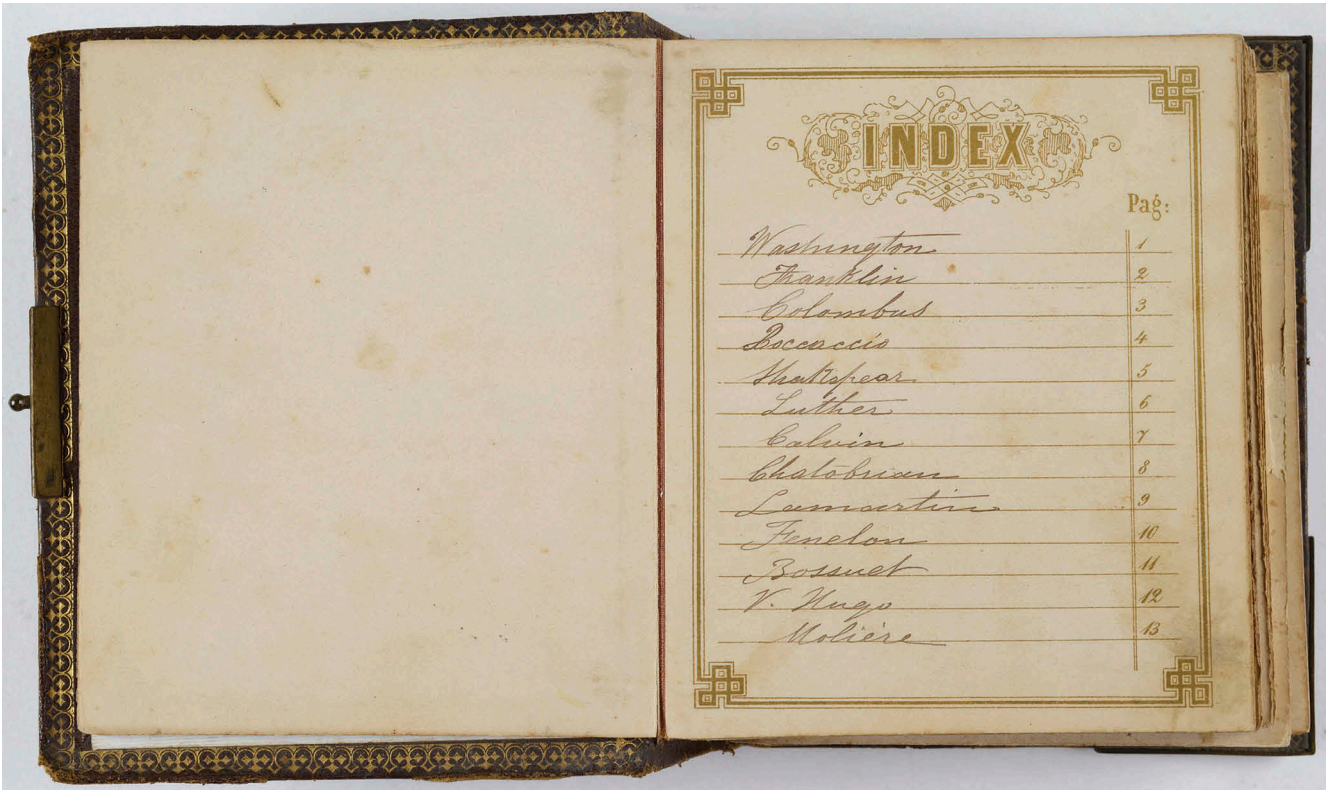 INDEX
Pag:
Washington 1
Franklin 2
Colombus 3
Boccaccio 4
Shakspear 5
Luther 6
Calvin 7
Chatobrian 8
Lamartin 9
Fenelon 10
Bossuet 11
V. Hugo 12
Molière 13